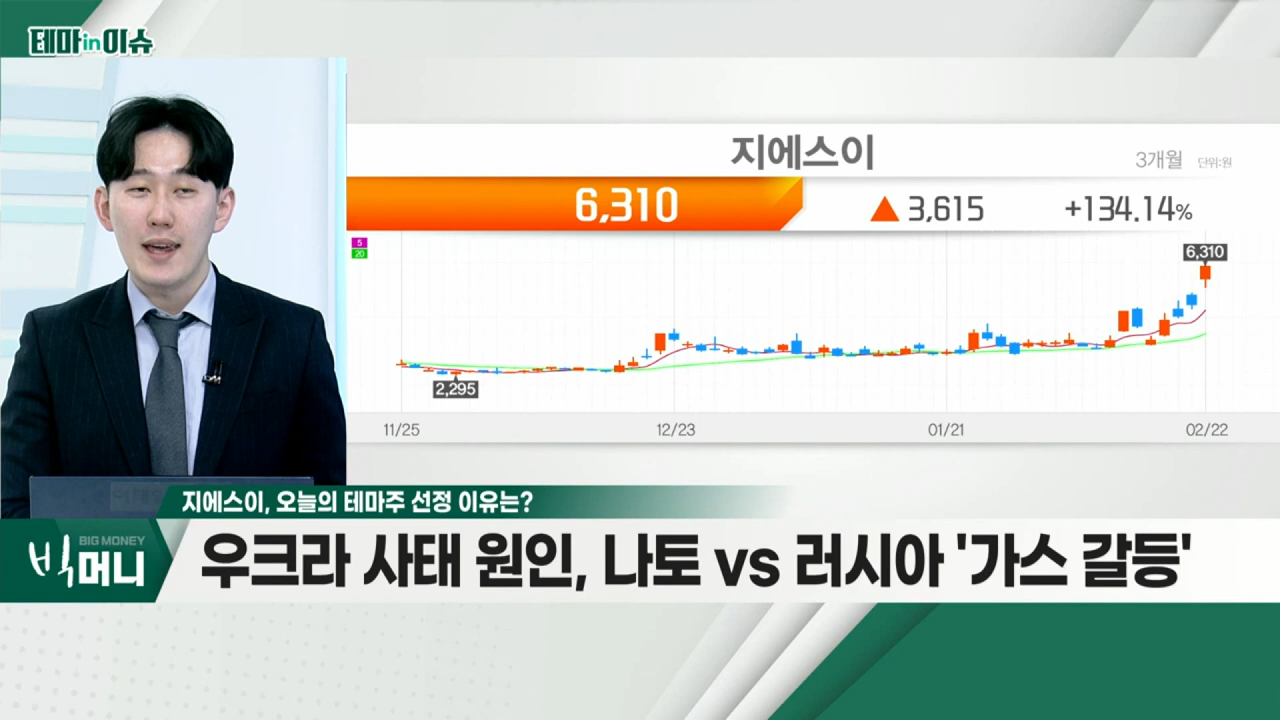 테마in이슈
지에스이
3개월 단위:원
6,310 ▲ 3,615 +134.14%
5
20
6,310
2,295
11/25 12/23 01/21 02/22
지에스이, 오늘의 테마주 선정 이유는?
BIG MONEY
빅머니
우크라 사태 원인, 나토 vs 러시아 '가스 갈등'